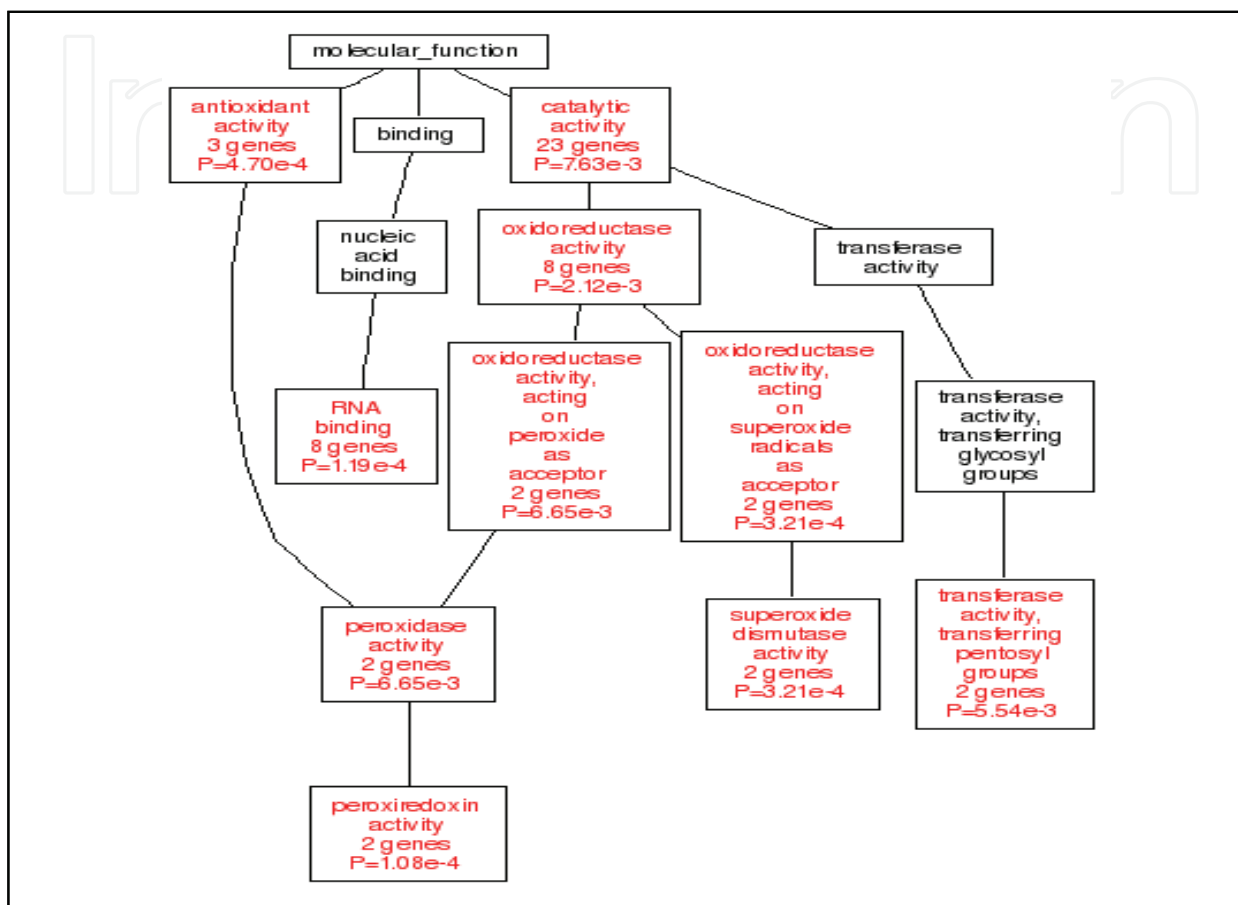 molecular_function
antioxidant
activity
3 genes
P=4.70e-4
binding
catalytic
activity
23 genes
P=7.63e-3
nucleic
acid
binding
oxidoreductase
activity
8 genes
P=2.12e-3
transferase
activity
RNA
binding
8 genes
P=1.19e-4
oxidoreductase
activity,
acting
on
peroxide
as
acceptor
2 genes
P=6.65e-3
oxidoreductase
activity,
acting
on
superoxide
radicals
as
acceptor
2 genes
P=3.21e-4
transferase
activity,
transferring
glycosyl
groups
peroxidase
activity
2 genes
P=6.65e-3
superoxide
dismutase
activity
2 genes
P=3.21e-4
transferase
activity,
transferring
pentosyl
groups
2 genes
P=5.54e-3
peroxiredoxin
activity
2 genes
P=1.08e-4